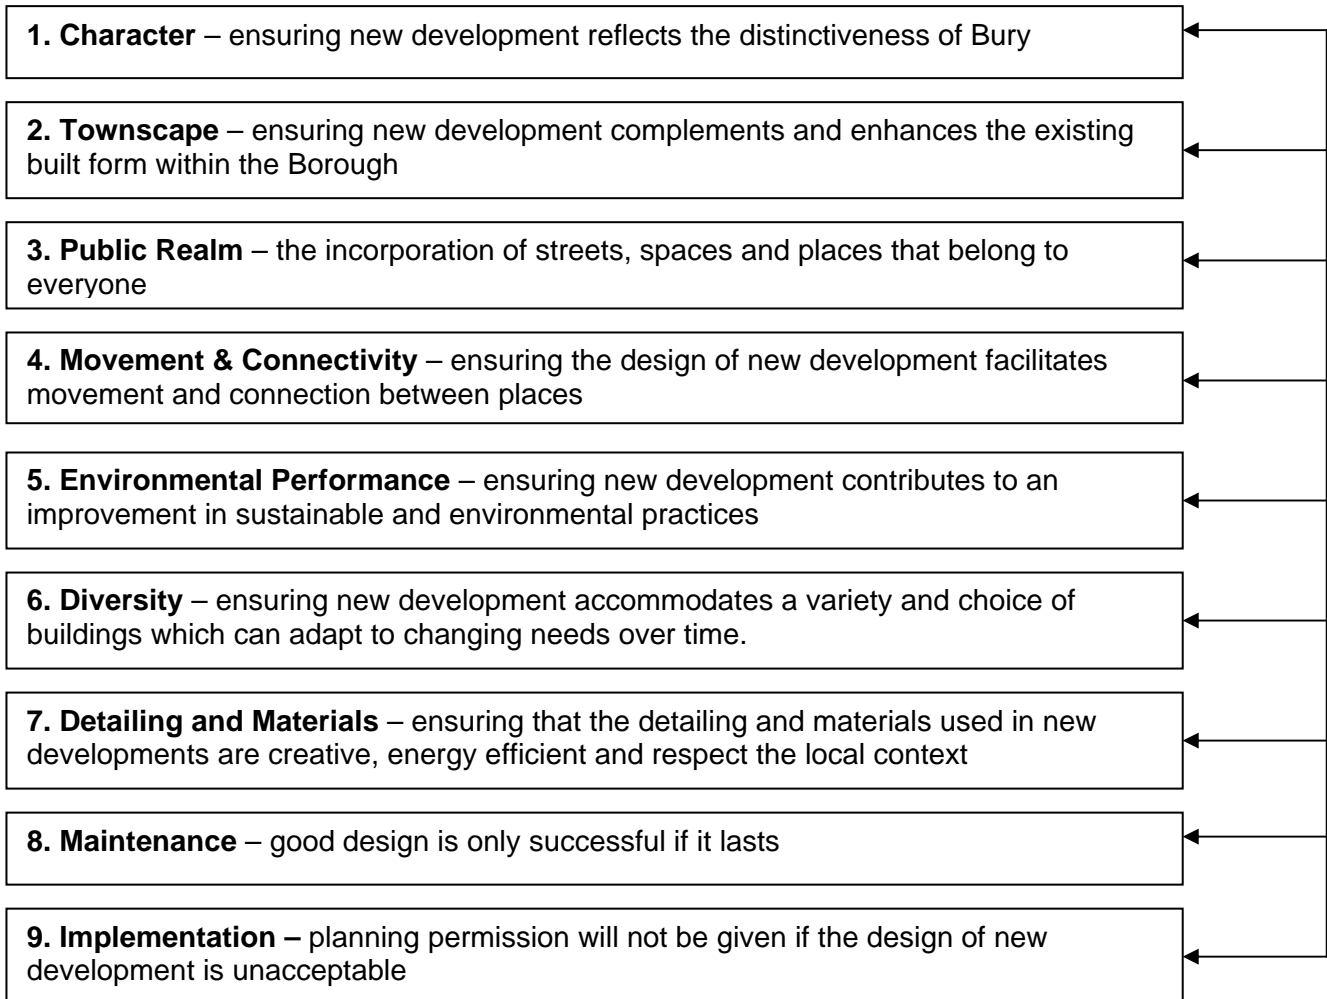 1. Character – ensuring new development reflects the distinctiveness of Bury
2. Townscape – ensuring new development complements and enhances the existing
built form within the Borough
3. Public Realm – the incorporation of streets, spaces and places that belong to
everyone
4. Movement & Connectivity – ensuring the design of new development facilitates
movement and connection between places
5. Environmental Performance – ensuring new development contributes to an
improvement in sustainable and environmental practices
6. Diversity – ensuring new development accommodates a variety and choice of
buildings which can adapt to changing needs over time.
7. Detailing and Materials – ensuring that the detailing and materials used in new
developments are creative, energy efficient and respect the local context
8. Maintenance – good design is only successful if it lasts
9. Implementation – planning permission will not be given if the design of new
development is unacceptable